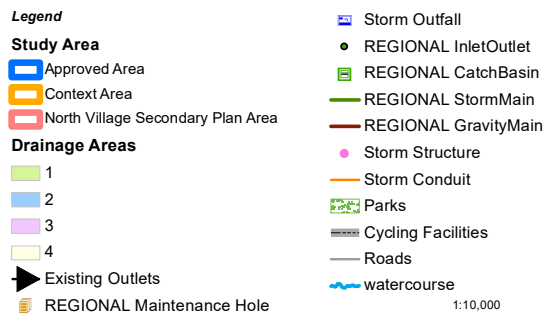 Legend
Study Area
Approved Area
Context Area
North Village Secondary Plan Area
Drainage Areas
1
2
3
4
Existing Outlets
REGIONAL Maintenance Hole
Storm Outfall
REGIONAL InletOutlet
REGIONAL CatchBasin
REGIONAL StormMain
REGIONAL GravityMain
Storm Structure
Storm Conduit
Parks
Cycling Facilities
Roads
watercourse
1:10,000